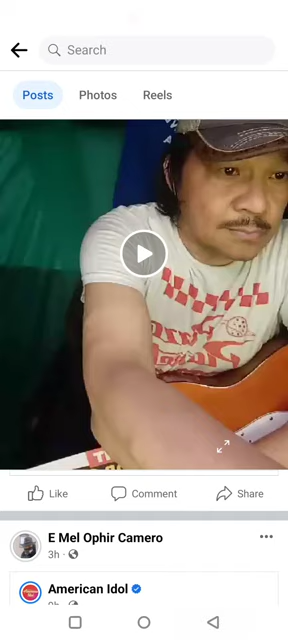 Search
Posts
Photos
Reels
Like
Comment
Share
E Mel Ophir Camero
3h
American Idol